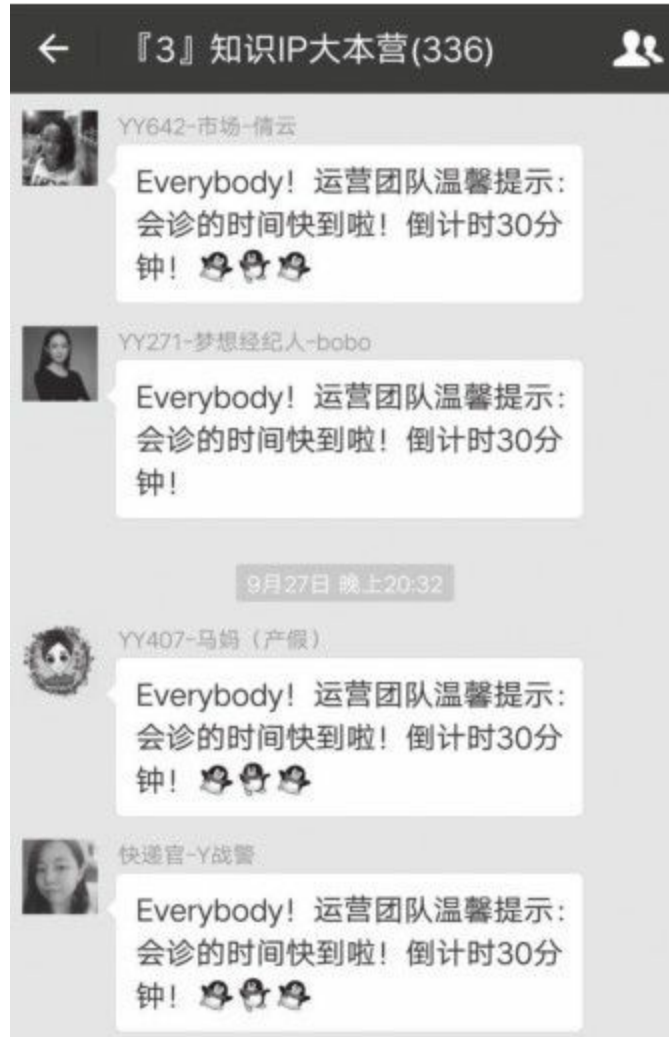 『3』知识IP大本营(336)
YY642-市场-倩云
Everybody！运营团队温馨提示：
会诊的时间快到啦！倒计时30分
钟！
YY271-梦想经纪人-bobo
Everybody！运营团队温馨提示：
会诊的时间快到啦！倒计时30分
钟！
9月27日 晚上20:32
YY407-马妈（产假）
Everybody！运营团队温馨提示：
会诊的时间快到啦！倒计时30分
钟！
快递官-Y战警
Everybody！运营团队温馨提示：
会诊的时间快到啦！倒计时30分
钟！